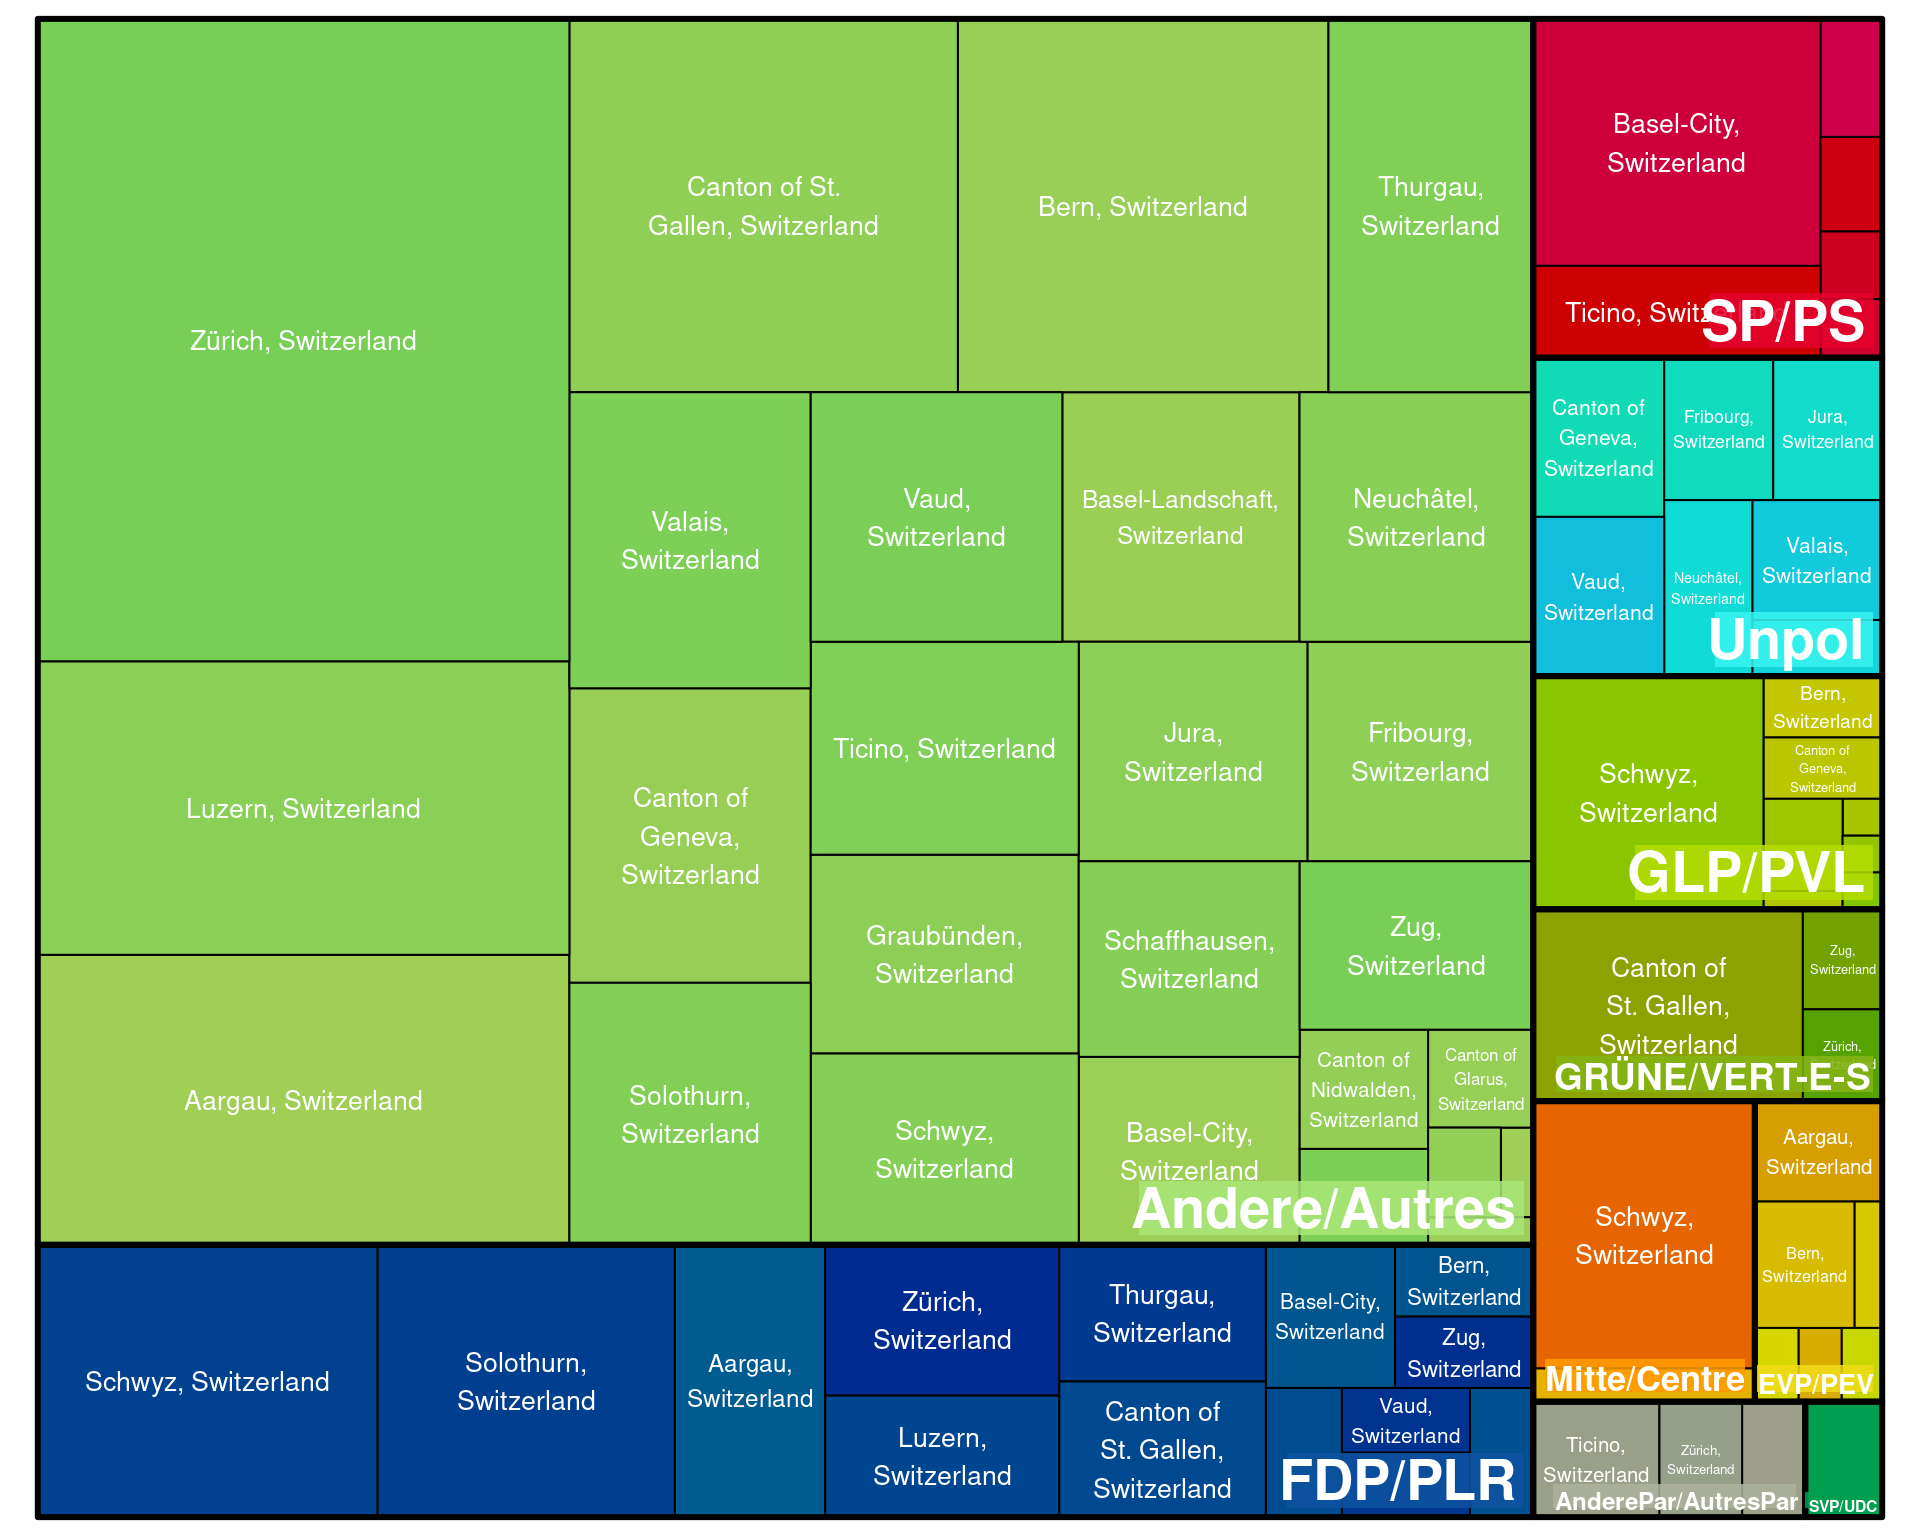 Zürich, Switzerland
Luzern, Switzerland
Aargau, Switzerland
Canton of St.
Gallen, Switzerland
Bern, Switzerland
Thurgau,
Switzerland
Valais,
Switzerland
Vaud,
Switzerland
Basel-Landschaft,
Switzerland
Neuchâtel,
Switzerland
Canton of
Geneva,
Switzerland
Solothurn,
Switzerland
Ticino, Switzerland
Jura,
Switzerland
Fribourg,
Switzerland
Graubünden,
Switzerland
Schaffhausen,
Switzerland
Zug,
Switzerland
Schwyz,
Switzerland
Basel-City,
Switzerland
Canton of
Nidwalden,
Switzerland
Canton of
Glarus,
Switzerland
Andere/Autres
Schwyz, Switzerland
Solothurn,
Switzerland
Aargau,
Switzerland
Zürich,
Switzerland
Luzern,
Switzerland
Thurgau,
Switzerland
Canton of
St. Gallen,
Switzerland
Basel-City,
Switzerland
Bern,
Switzerland
Zug,
Switzerland
Vaud,
Switzerland
FDP/PLR
Basel-City,
Switzerland
Ticino, Switzerland
SP/PS
Canton of
Geneva,
Switzerland
Fribourg,
Switzerland
Jura,
Switzerland
Vaud,
Switzerland
Neuchâtel,
Switzerland
Valais,
Switzerland
Unpol
Schwyz,
Switzerland
Bern,
Switzerland
Canton of
Geneva,
Switzerland
GLP/PVL
Canton of
St. Gallen,
Switzerland
Zug,
Switzerland
Zürich,
Switzerland
GRÜNE/VERT-E-S
Schwyz,
Switzerland
Mitte/Centre
Aargau,
Switzerland
Bern,
Switzerland
EVP/PEV
Ticino,
Switzerland
Zürich,
Switzerland
AnderePar/AutresPar
SVP/UDC